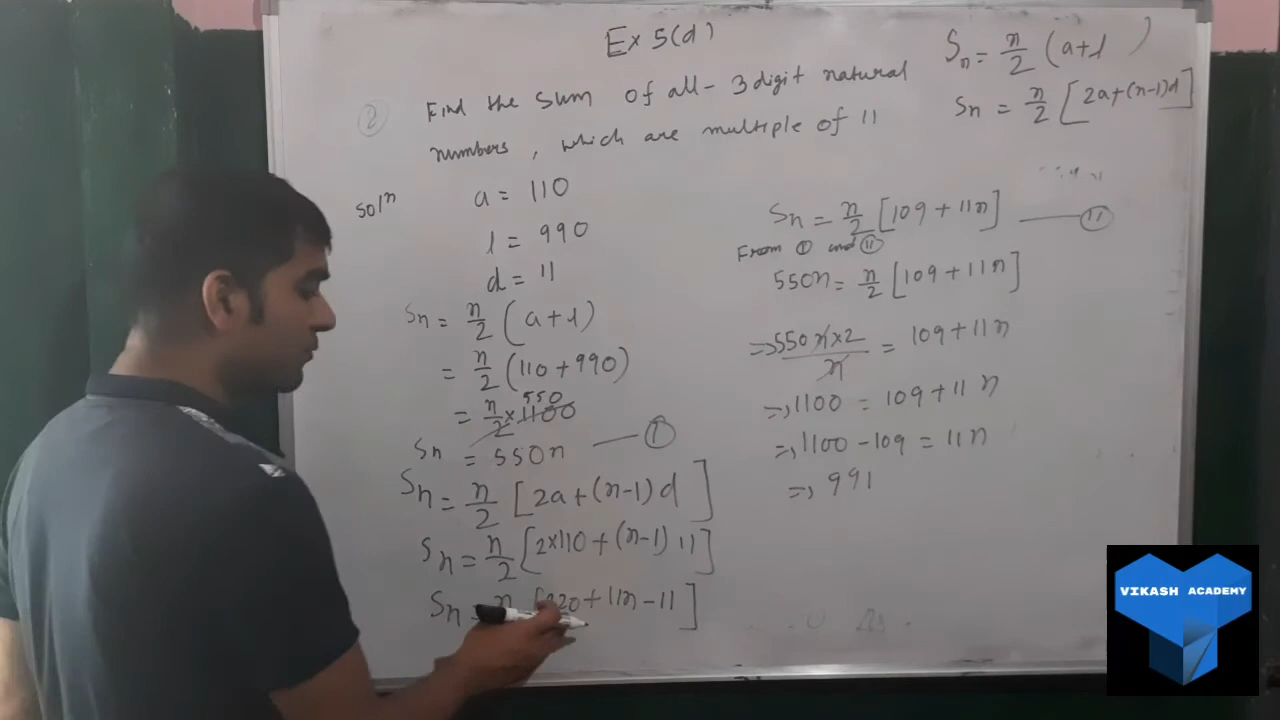 Ex 5(d)
② Find the sum of all - 3 digit natural
numbers, which are multiple of 11
Sn = n/2 (a+l)
Sn = n/2 [2a+(n-1)d]
Solⁿ a = 110
l = 990
d = 11
Sn = n/2 (a+l)
= n/2 (110+990)
= n/2 × 1100 550
Sn = 550n — ①
Sn = n/2 [2a+(n-1)d]
Sn = n/2 [2×110+(n-1)11]
Sn = n [220+11n-11]
Sn = n/2 [109+11n] — ⑪
From ① and ⑪
550n = n/2 [109+11n]
⇒, 550n×2/n = 109+11n
⇒, 1100 = 109+11n
⇒, 1100-109 = 11n
⇒, 991
VIKASH ACADEMY